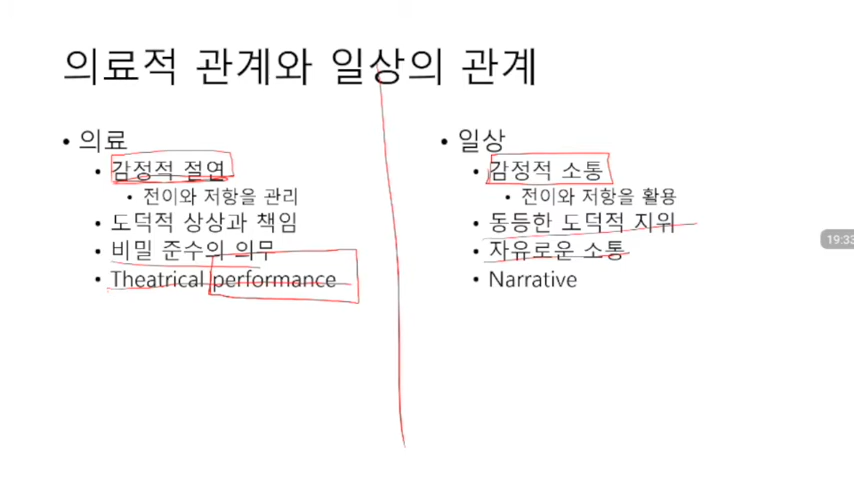 의료적 관계와 일상의 관계
• 의료
• 감정적 절연
• 전이와 저항을 관리
• 도덕적 상상과 책임
• 비밀 준수의 의무
• Theatrical performance
• 일상
• 감정적 소통
• 전이와 저항을 활용
• 동등한 도덕적 지위
• 자유로운 소통
• Narrative
19:33